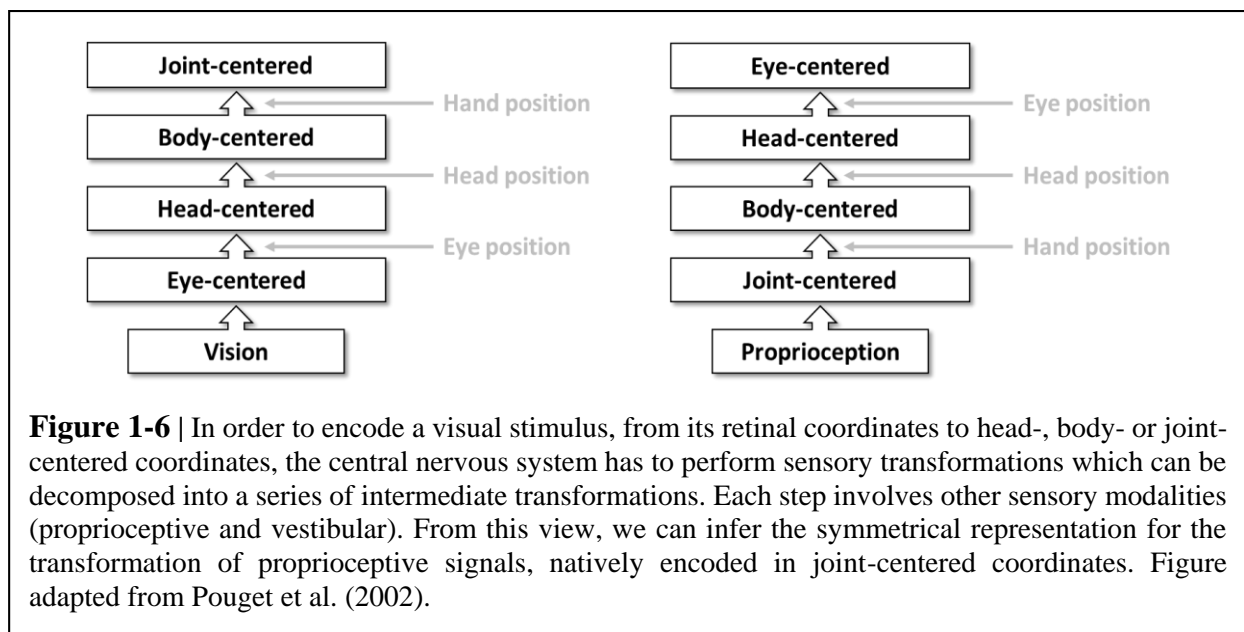 Joint-centered
Hand position
Body-centered
Head position
Head-centered
Eye position
Eye-centered
Vision
Eye-centered
Eye position
Head-centered
Head position
Body-centered
Hand position
Joint-centered
Proprioception
Figure 1-6 | In order to encode a visual stimulus, from its retinal coordinates to head-, body- or joint-
centered coordinates, the central nervous system has to perform sensory transformations which can be
decomposed into a series of intermediate transformations. Each step involves other sensory modalities
(proprioceptive and vestibular). From this view, we can infer the symmetrical representation for the
transformation of proprioceptive signals, natively encoded in joint-centered coordinates. Figure
adapted from Pouget et al. (2002).